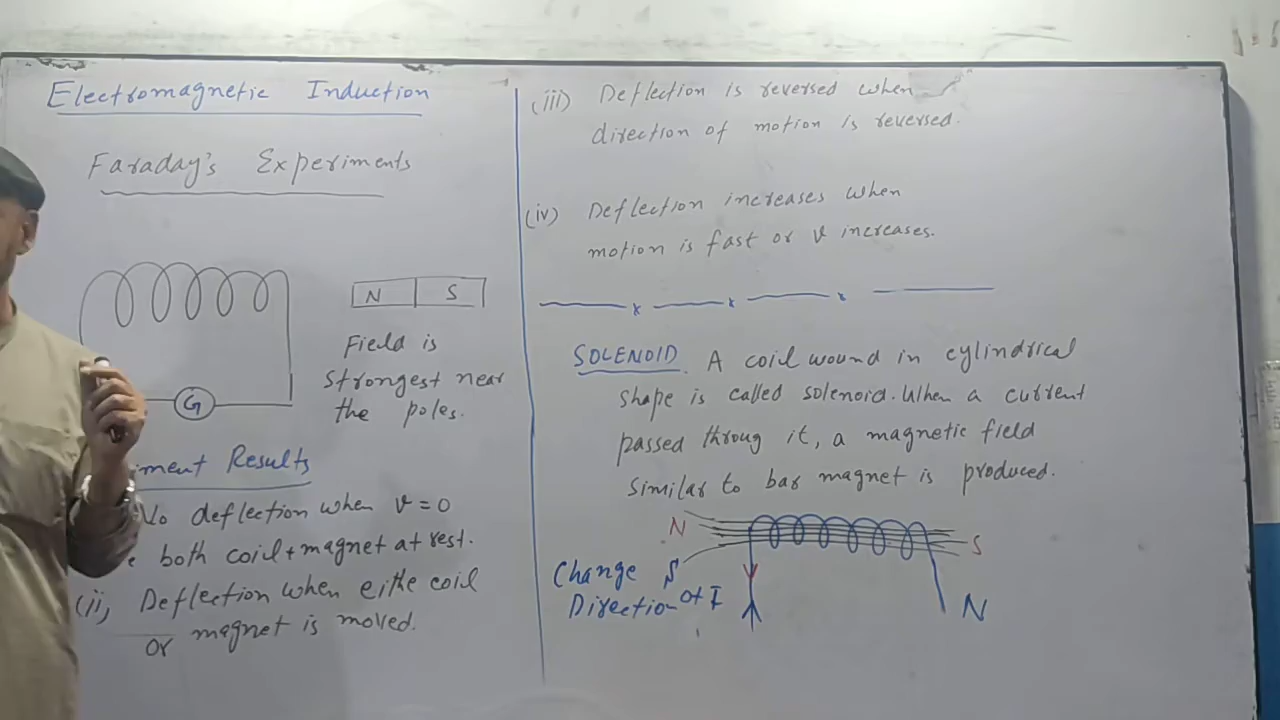 Electromagnetic Induction
Faraday's Experiments
N S
Field is
strongest near
the poles.
G
iment Results
No deflection when v = 0
e both coil + magnet at rest.
(ii) Deflection when eithe coil
or magnet is moved.
(iii) Deflection is reversed when
direction of motion is reversed.
(iv) Deflection increases when
motion is fast or v increases.
SOLENOID. A coil wound in cylindrical
shape is called solenoid. When a current
passed throug it, a magnetic field
similar to bar magnet is produced.
N
S
Change S
Direction of I
N